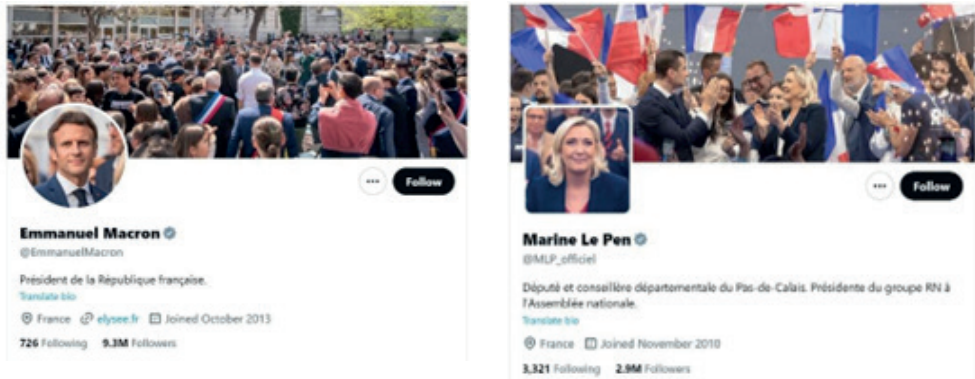 Follow
Emmanuel Macron
@EmmanuelMacron
Président de la République française.
Translate bio
France elysee.fr Joined October 2013
726 Following 9.3M Followers
Follow
Marine Le Pen
@MLP_officiel
Député et conseillère départementale du Pas-de-Calais. Présidente du groupe RN à
l'Assemblée nationale.
Translate bio
France Joined November 2010
3,321 Following 2.9M Followers